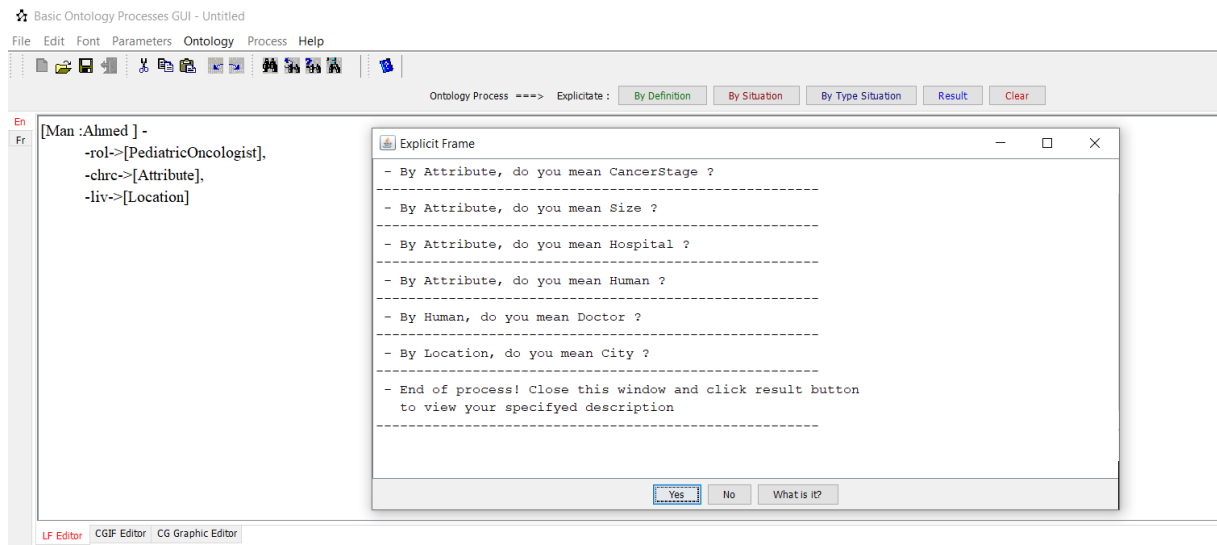 Basic Ontology Processes GUI - Untitled
File Edit Font Parameters Ontology Process Help
Ontology Process ===> Explicitate : By Definition By Situation By Type Situation Result Clear
En
Fr
[Man :Ahmed ] -
-rol->[PediatricOncologist],
-chrc->[Attribute],
-liv->[Location]
Explicit Frame
- By Attribute, do you mean CancerStage ?
- By Attribute, do you mean Size ?
- By Attribute, do you mean Hospital ?
- By Attribute, do you mean Human ?
- By Human, do you mean Doctor ?
- By Location, do you mean City ?
- End of process! Close this window and click result button
to view your specifyed description
Yes No What is it?
LF Editor CGIF Editor CG Graphic Editor